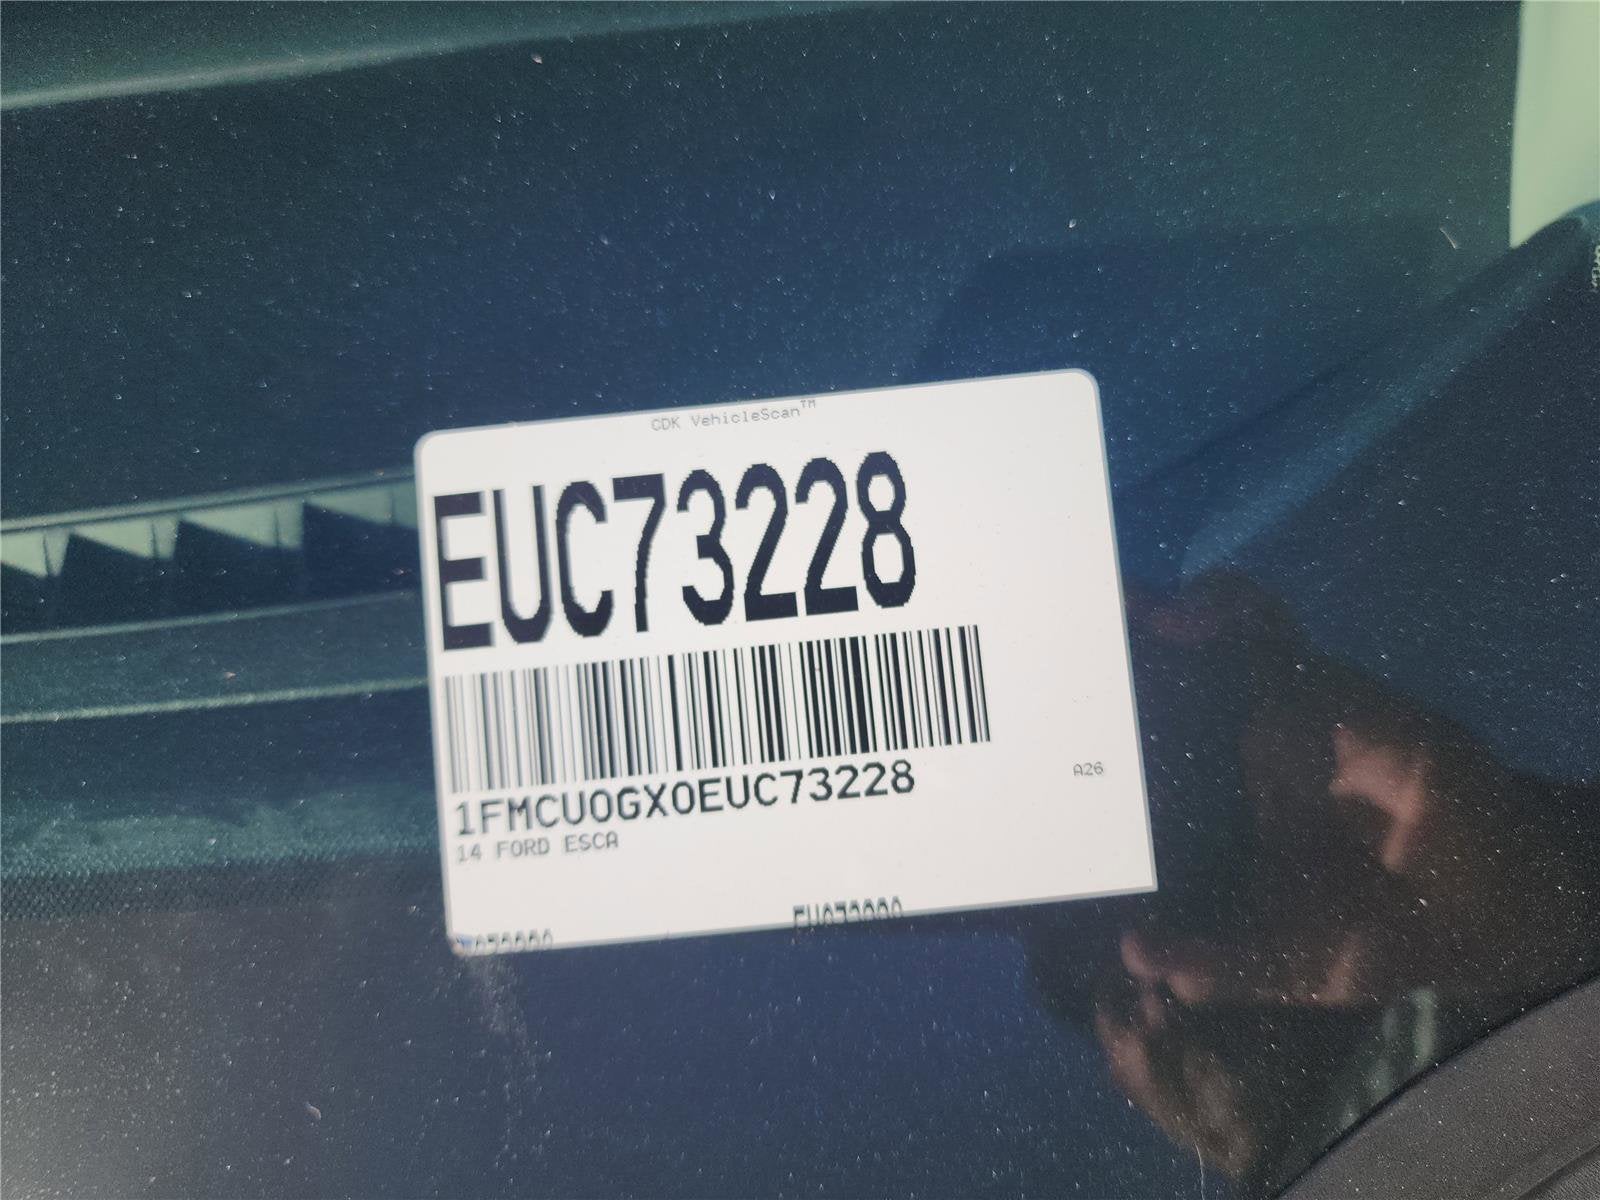 CDK VehicleScan™
EUC73228
1FMCU0GX0EUC73228
A26
14 FORD ESCA